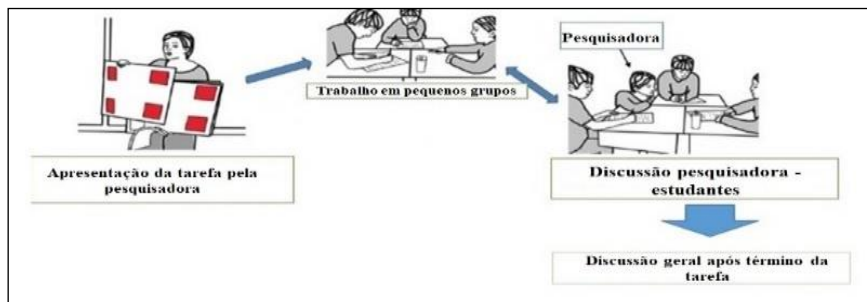 Apresentação da tarefa pela
pesquisadora
Trabalho em pequenos grupos
Pesquisadora
Discussão pesquisadora -
estudantes
Discussão geral após término da
tarefa